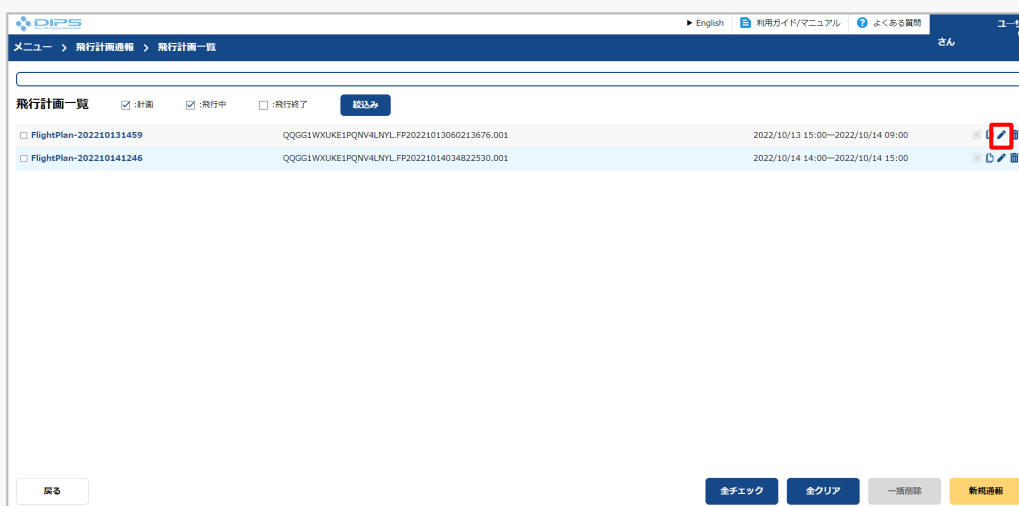 DIPS
▶ English 利用ガイド/マニュアル よくある質問 ユーザ
メニュー > 飛行計画通報 > 飛行計画一覧 さん
飛行計画一覧 :計画 :飛行中 :飛行終了 絞込み
FlightPlan-202210131459 QQGG1WXUKE1PQNV4LNYL.FP20221013060213676.001 2022/10/13 15:00—2022/10/14 09:00
FlightPlan-202210141246 QQGG1WXUKE1PQNV4LNYL.FP20221014034822530.001 2022/10/14 14:00—2022/10/14 15:00
戻る 全チェック 全クリア 一括削除 新規通報